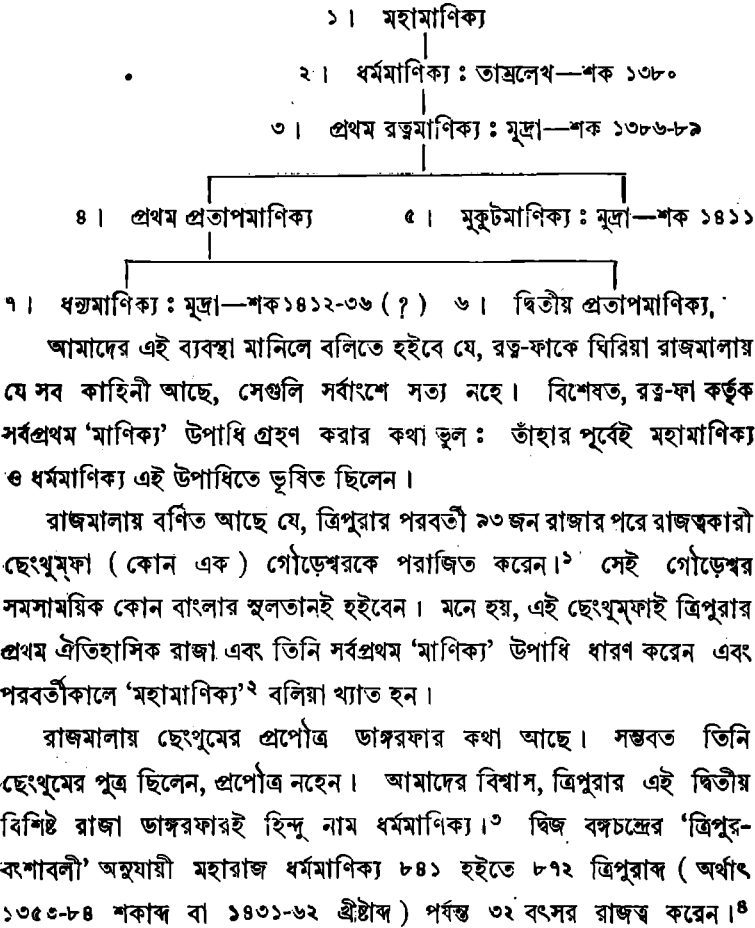 ১। মহামাণিক্য
২। ধর্মমাণিক্য : তাম্রলেখ—শক ১৩৮০
৩। প্রথম রত্নমাণিক্য : মুদ্রা—শক ১৩৮৬-৮৯
৪। প্রথম প্রতাপমাণিক্য ৫। মুকুটমাণিক্য : মুদ্রা—শক ১৪১১
৭। ধন্যমাণিক্য : মুদ্রা—শক১৪১২-৩৬ (?) ৬। দ্বিতীয় প্রতাপমাণিক্য,
আমাদের এই ব্যবস্থা মানিলে বলিতে হইবে যে, রত্ন-ফাকে ঘিরিয়া রাজমালায়
যে সব কাহিনী আছে, সেগুলি সর্বাংশে সত্য নহে। বিশেষত, রত্ন-ফা কর্তৃক
সর্বপ্রথম ‘মাণিক্য’ উপাধি গ্রহণ করার কথা ভুল : তাঁহার পূর্বেই মহামাণিক্য
ও ধর্মমাণিক্য এই উপাধিতে ভূষিত ছিলেন।
রাজমালায় বর্ণিত আছে যে, ত্রিপুরার পরবর্তী ৯৩ জন রাজার পরে রাজত্বকারী
ছেংথুম্‌ফা ( কোন এক ) গৌড়েশ্বরকে পরাজিত করেন।১ সেই গৌড়েশ্বর
সমসাময়িক কোন বাংলার সুলতানই হইবেন। মনে হয়, এই ছেংথুম্‌ফাই ত্রিপুরার
প্রথম ঐতিহাসিক রাজা এবং তিনি সর্বপ্রথম ‘মাণিক্য’ উপাধি ধারণ করেন এবং
পরবর্তীকালে ‘মহামাণিক্য’২ বলিয়া খ্যাত হন।
রাজমালায় ছেংথুমের প্রপৌত্র ডাঙ্গরফার কথা আছে। সম্ভবত তিনি
ছেংথুমের পুত্র ছিলেন, প্রপৌত্র নহেন। আমাদের বিশ্বাস, ত্রিপুরার এই দ্বিতীয়
বিশিষ্ট রাজা ডাঙ্গরফারই হিন্দু নাম ধর্মমাণিক্য।৩ দ্বিজ বঙ্গচন্দ্রের ‘ত্রিপুর-
বংশাবলী’ অনুযায়ী মহারাজ ধর্মমাণিক্য ৮৪১ হইতে ৮৭২ ত্রিপুরাব্দ ( অর্থাৎ
১৩৫৩-৮৪ শকাব্দ বা ১৪৩১-৬২ খ্রীষ্টাব্দ ) পর্যন্ত ৩২ বৎসর রাজত্ব করেন।৪